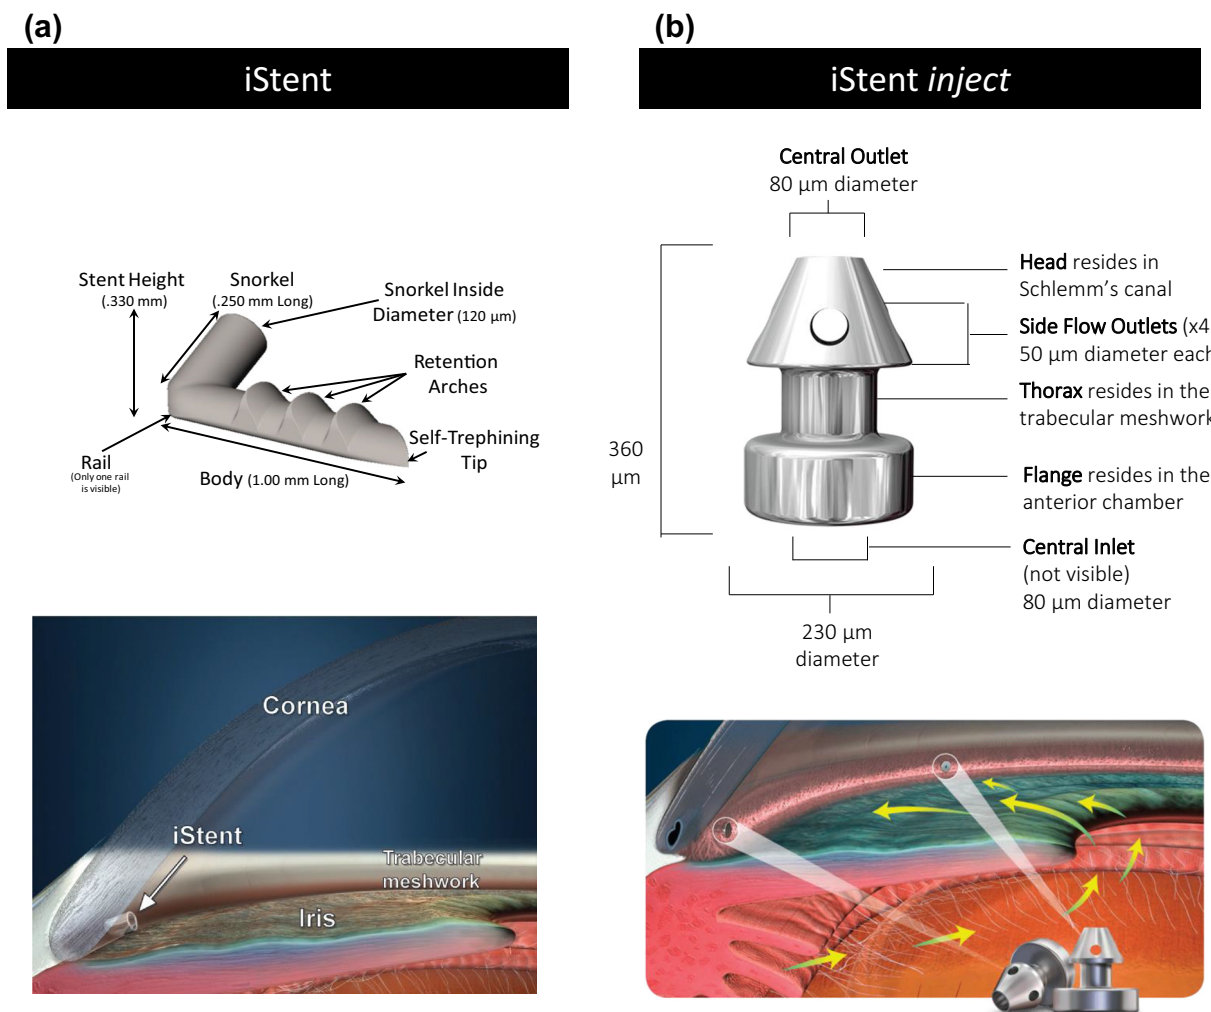 (a)
iStent
Stent Height
(.330 mm)
Snorkel
(.250 mm Long)
Snorkel Inside
Diameter (120 µm)
Retention
Arches
Self-Trephining
Tip
Rail
(Only one rail
is visible)
Body (1.00 mm Long)
Cornea
iStent
Trabecular
meshwork
Iris
(b)
iStent inject
Central Outlet
80 µm diameter
Head resides in
Schlemm’s canal
Side Flow Outlets (x4
50 µm diameter each
Thorax resides in the
trabecular meshwork
360
µm
Flange resides in the
anterior chamber
Central Inlet
(not visible)
80 µm diameter
230 µm
diameter